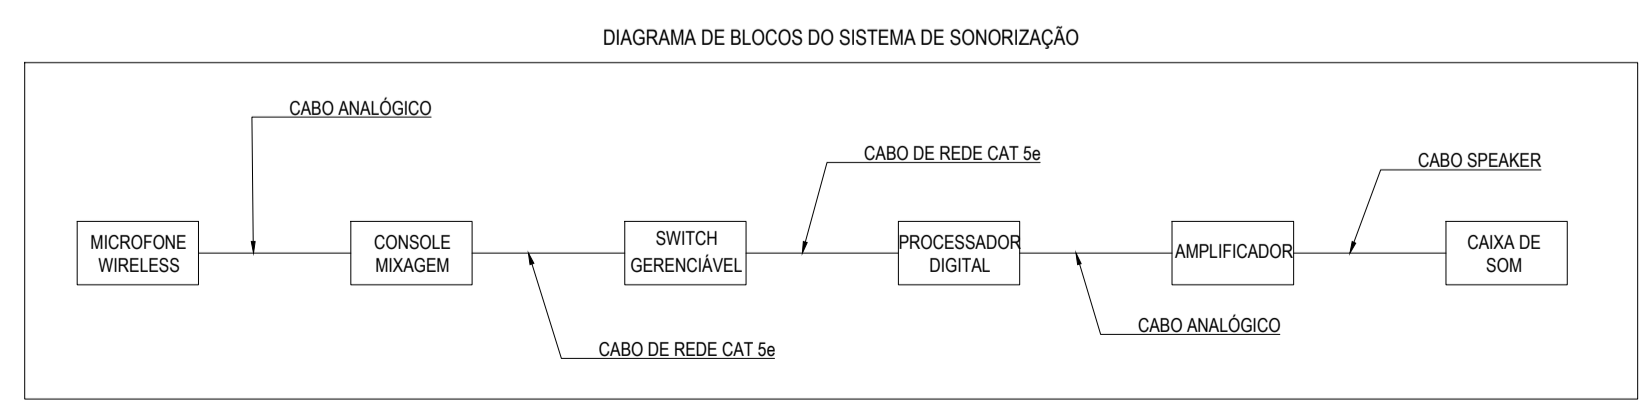 DIAGRAMA DE BLOCOS DO SISTEMA DE SONORIZAÇÃO
CABO ANALÓGICO
CABO DE REDE CAT 5e
CABO SPEAKER
MICROFONE
WIRELESS
CONSOLE
MIXAGEM
SWITCH
GERENCIÁVEL
PROCESSADOR
DIGITAL
AMPLIFICADOR
CAIXA DE
SOM
CABO DE REDE CAT 5e
CABO ANALÓGICO